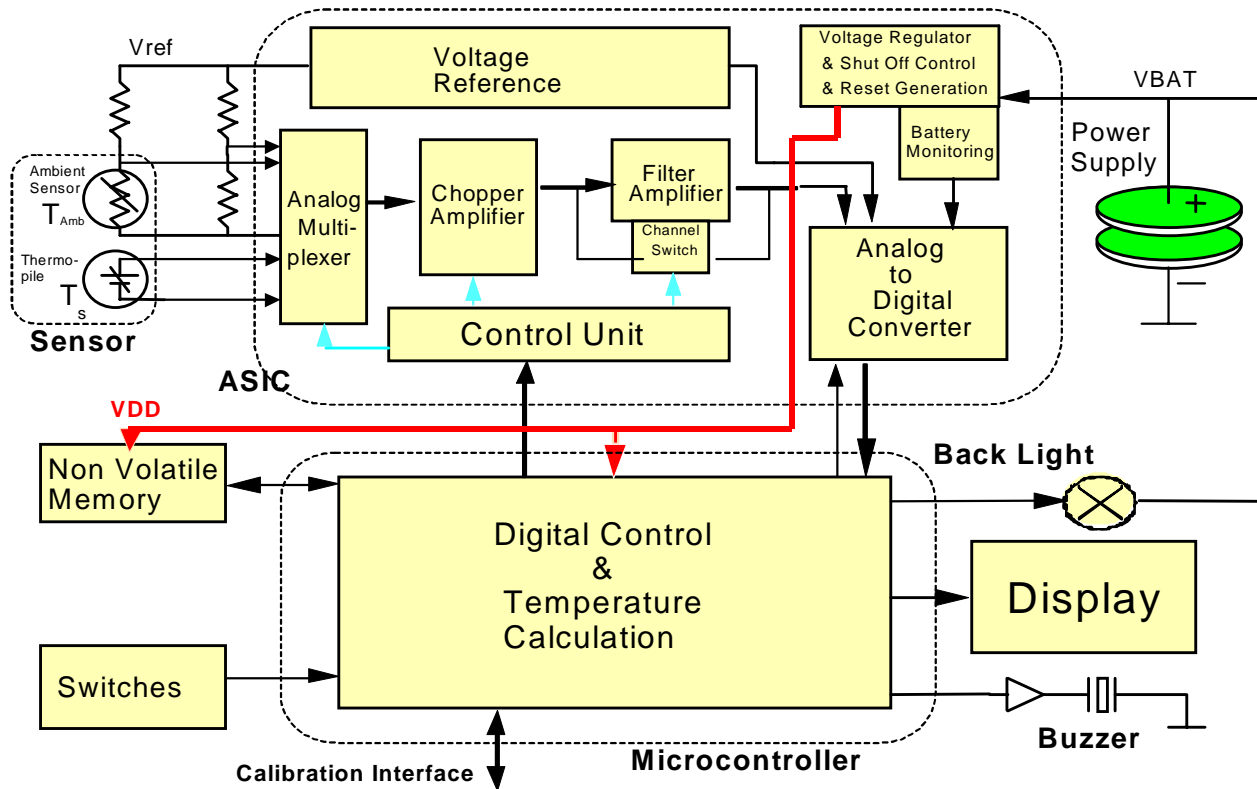 Vref
Voltage
Reference
Voltage Regulator
& Shut Off Control
& Reset Generation
VBAT
Battery
Monitoring
Power
Supply
+
Ambient
Sensor
T Amb
Thermo-
pile
T s
Sensor
Analog
Multi-
plexer
Chopper
Amplifier
Filter
Amplifier
Channel
Switch
Analog
to
Digital
Converter
Control Unit
ASIC
VDD
Non Volatile
Memory
Back Light
Digital Control
&
Temperature
Calculation
Display
Switches
Buzzer
Microcontroller
Calibration Interface